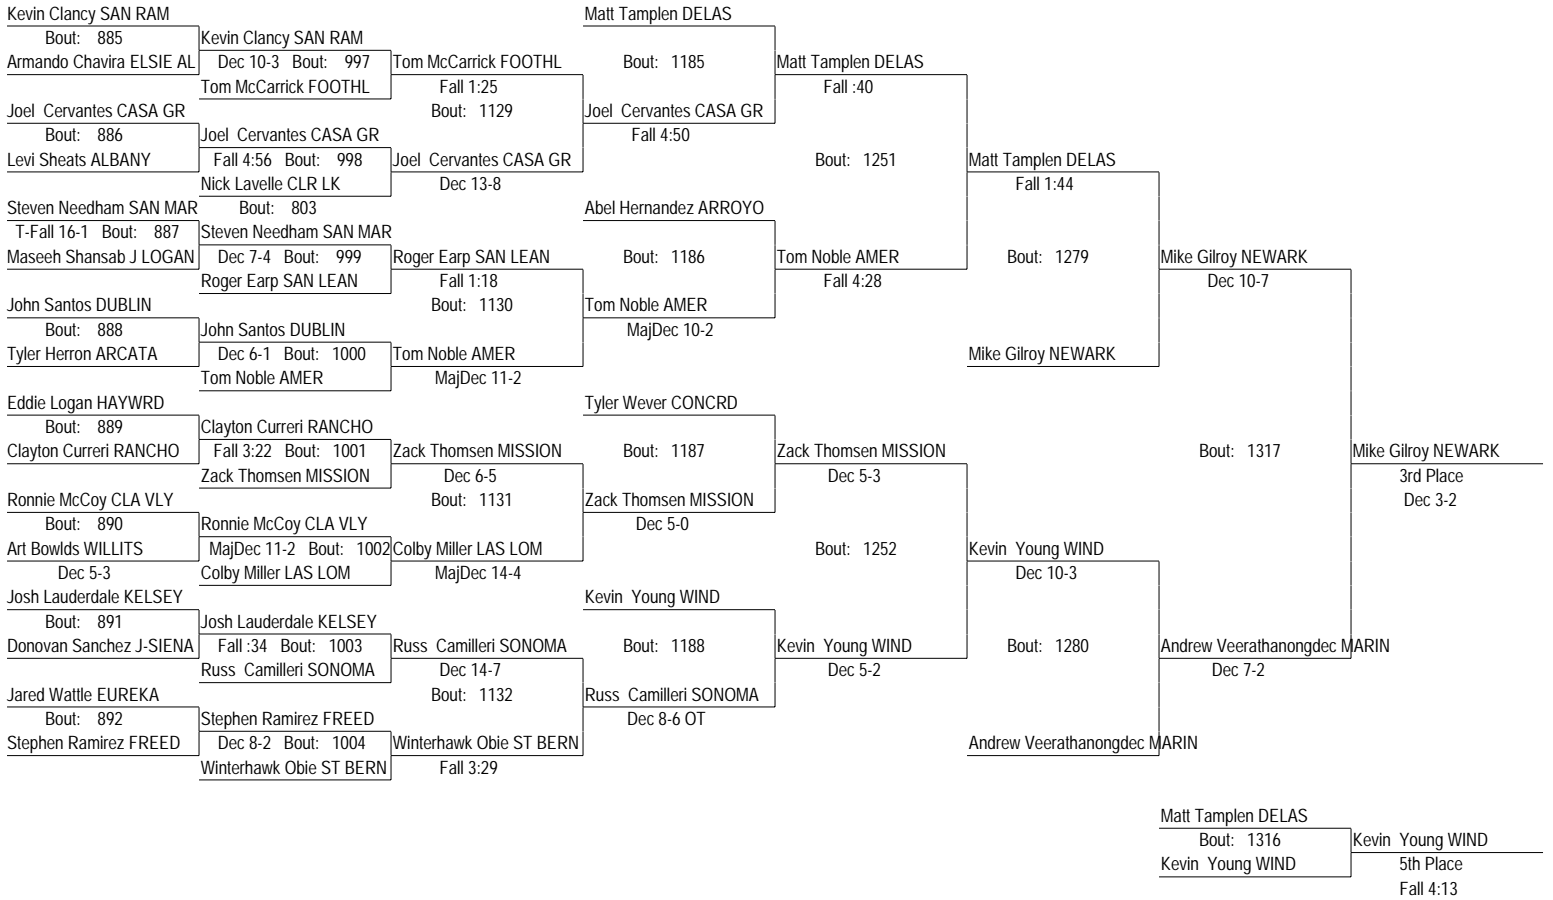 Kevin Clancy SAN RAM
Bout: 885
Armando Chavira ELSIE AL
Joel Cervantes CASA GR
Bout: 886
Levi Sheats ALBANY
Steven Needham SAN MAR
T-Fall 16-1 Bout: 887
Maseeh Shansab J LOGAN
John Santos DUBLIN
Bout: 888
Tyler Herron ARCATA
Eddie Logan HAYWRD
Bout: 889
Clayton Curreri RANCHO
Ronnie McCoy CLA VLY
Bout: 890
Art Bowlds WILLITS
Dec 5-3
Josh Lauderdale KELSEY
Bout: 891
Donovan Sanchez J-SIENA
Jared Wattle EUREKA
Bout: 892
Stephen Ramirez FREED
Kevin Clancy SAN RAM
Dec 10-3 Bout: 997
Tom McCarrick FOOTHL
Joel Cervantes CASA GR
Fall 4:56 Bout: 998
Nick Lavelle CLR LK
Bout: 803
Steven Needham SAN MAR
Dec 7-4 Bout: 999
Roger Earp SAN LEAN
John Santos DUBLIN
Dec 6-1 Bout: 1000
Tom Noble AMER
Clayton Curreri RANCHO
Fall 3:22 Bout: 1001
Zack Thomsen MISSION
Ronnie McCoy CLA VLY
MajDec 11-2 Bout: 1002
Colby Miller LAS LOM
Josh Lauderdale KELSEY
Fall :34 Bout: 1003
Russ Camilleri SONOMA
Stephen Ramirez FREED
Dec 8-2 Bout: 1004
Winterhawk Obie ST BERN
Tom McCarrick FOOTHL
Fall 1:25
Bout: 1129
Joel Cervantes CASA GR
Dec 13-8
Roger Earp SAN LEAN
Fall 1:18
Bout: 1130
Tom Noble AMER
MajDec 11-2
Zack Thomsen MISSION
Dec 6-5
Bout: 1131
Colby Miller LAS LOM
MajDec 14-4
Russ Camilleri SONOMA
Dec 14-7
Bout: 1132
Winterhawk Obie ST BERN
Fall 3:29
Matt Tamplen DELAS
Bout: 1185
Joel Cervantes CASA GR
Fall 4:50
Abel Hernandez ARROYO
Bout: 1186
Tom Noble AMER
MajDec 10-2
Tyler Wever CONCRD
Bout: 1187
Zack Thomsen MISSION
Dec 5-0
Kevin Young WIND
Bout: 1188
Russ Camilleri SONOMA
Dec 8-6 OT
Matt Tamplen DELAS
Fall :40
Bout: 1251
Tom Noble AMER
Fall 4:28
Zack Thomsen MISSION
Dec 5-3
Bout: 1252
Kevin Young WIND
Dec 5-2
Matt Tamplen DELAS
Fall 1:44
Bout: 1279
Mike Gilroy NEWARK
Kevin Young WIND
Dec 10-3
Bout: 1280
Andrew Veerathanongdec MARIN
Mike Gilroy NEWARK
Dec 10-7
Bout: 1317
Andrew Veerathanongdec MARIN
Dec 7-2
Mike Gilroy NEWARK
3rd Place
Dec 3-2
Matt Tamplen DELAS
Bout: 1316
Kevin Young WIND
Kevin Young WIND
5th Place
Fall 4:13